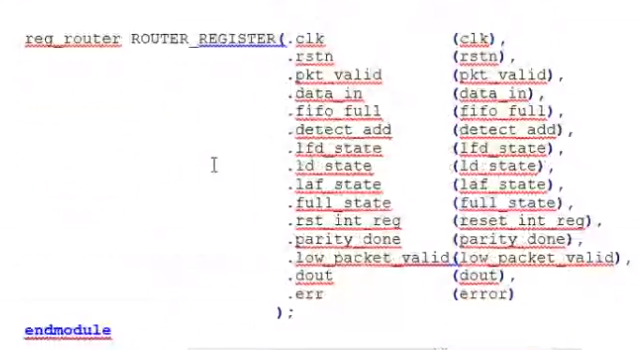 reg_router ROUTER_REGISTER(.clk (clk),
.rstn (rstn),
.pkt_valid (pkt_valid),
.data_in (data_in),
.fifo_full (fifo_full),
.detect_add (detect_add),
.lfd_state (lfd_state),
.ld_state (ld_state),
.laf_state (laf_state),
.full_state (full_state),
.rst_int_reg (reset_int_reg),
.parity_done (parity_done),
.low_packet_valid(low_packet_valid),
.dout (dout),
.err (error)
);
endmodule